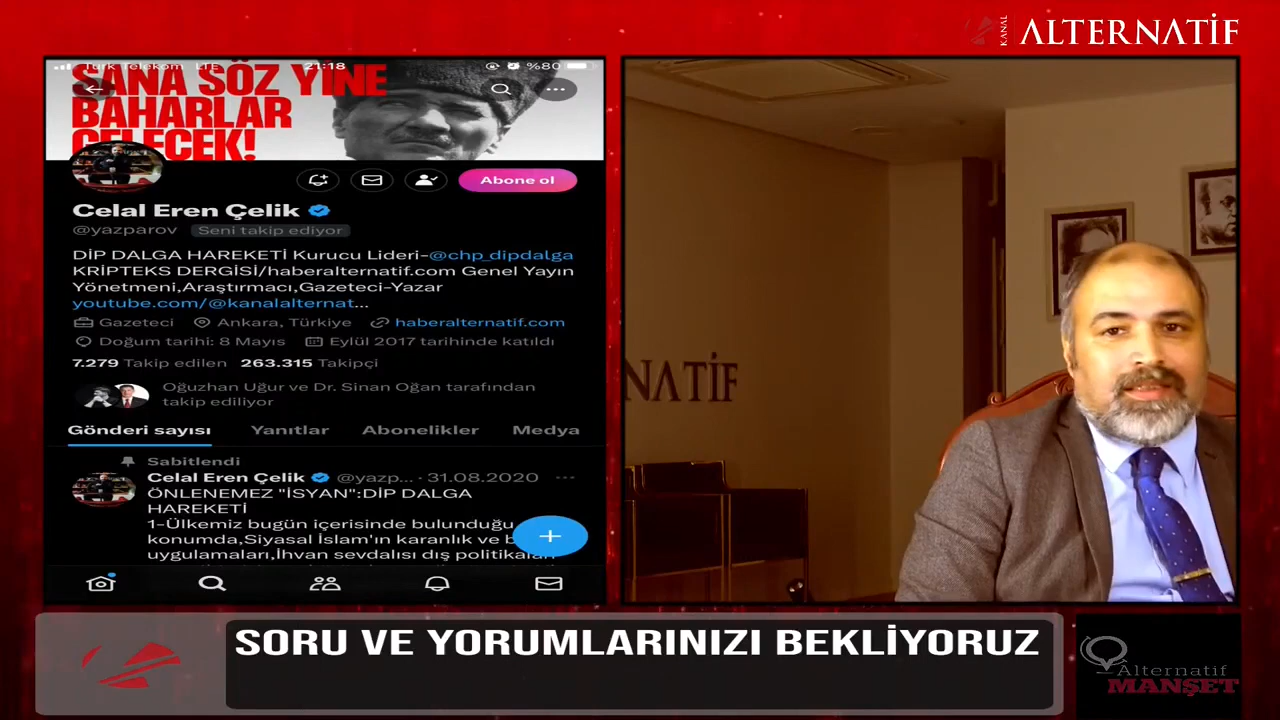 KANAL ALTERNATİF
Türk Telekom LTE 21:18 %80
SANA SÖZ YİNE
BAHARLAR
GELECEK!
Abone ol
Celal Eren Çelik
@yazparov Seni takip ediyor
DİP DALGA HAREKETİ Kurucu Lideri-@chp_dipdalga
KRİPTEKS DERGİSİ/haberalternatif.com Genel Yayın
Yönetmeni,Araştırmacı,Gazeteci-Yazar
youtube.com/@kanalalternat...
Gazeteci Ankara, Türkiye haberalternatif.com
Doğum tarihi: 8 Mayıs Eylül 2017 tarihinde katıldı
7.279 Takip edilen 263.315 Takipçi
Oğuzhan Uğur ve Dr. Sinan Oğan tarafından
takip ediliyor
Gönderi sayısı Yanıtlar Abonelikler Medya
Sabitlendi
Celal Eren Çelik @yazp... · 31.08.2020
ÖNLENEMEZ "İSYAN":DİP DALGA
HAREKETİ
1-Ülkemiz bugün içerisinde bulunduğu
konumda,Siyasal İslam'ın karanlık ve
uygulamaları,İhvan sevdalısı dış politikaları
NATİF
SORU VE YORUMLARINIZI BEKLİYORUZ
Alternatif
MANŞET